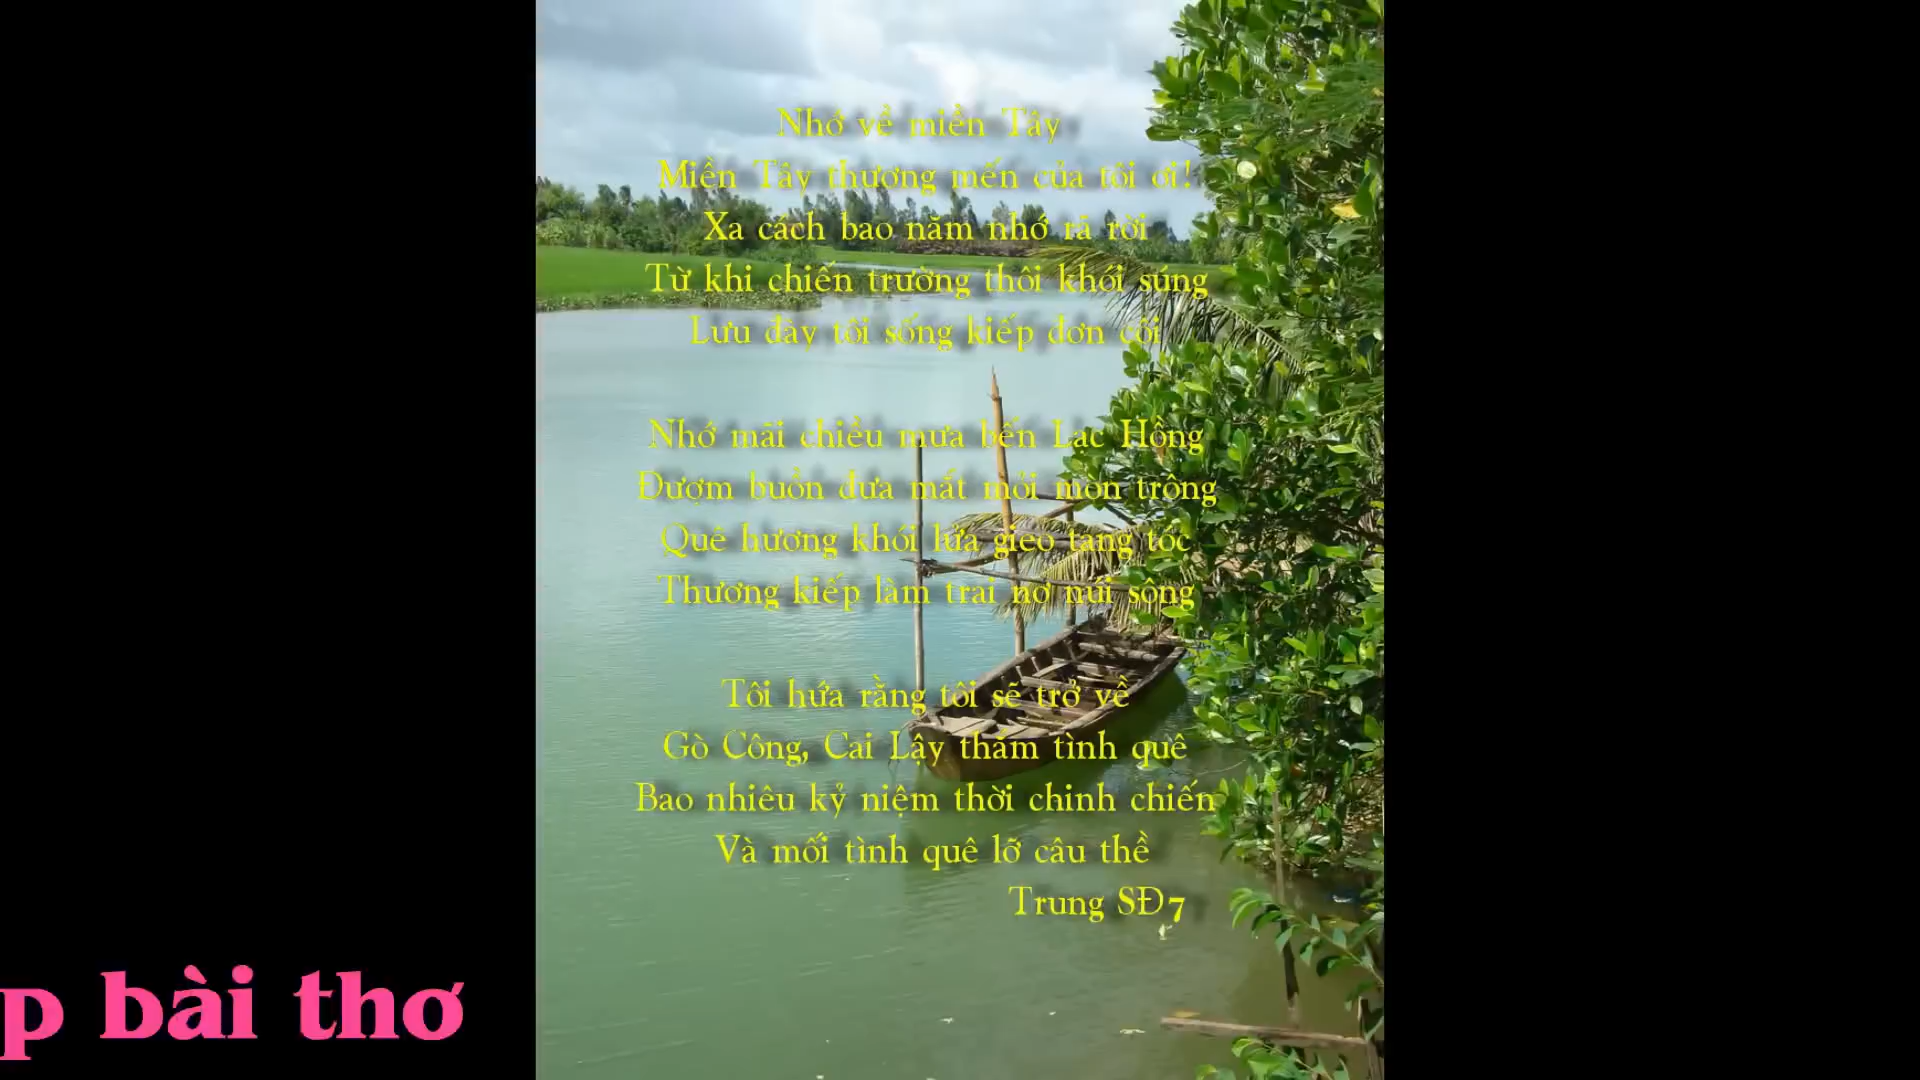 Nhớ về miền Tây
Miền Tây thương mến của tôi ơi!
Xa cách bao năm nhớ rã rời
Từ khi chiến trường thôi khói súng
Lưu đày tôi sống kiếp đơn côi
Nhớ mãi chiều mưa bến Lạc Hồng
Đượm buồn đưa mắt mỏi mòn trông
Quê hương khói lửa gieo tang tóc
Thương kiếp làm trai nợ núi sông
Tôi hứa rằng tôi sẽ trở về
Gò Công, Cai Lậy thăm tình quê
Bao nhiêu kỷ niệm thời chinh chiến
Và mối tình quê lỡ câu thề
Trung SĐ7
p bài thơ